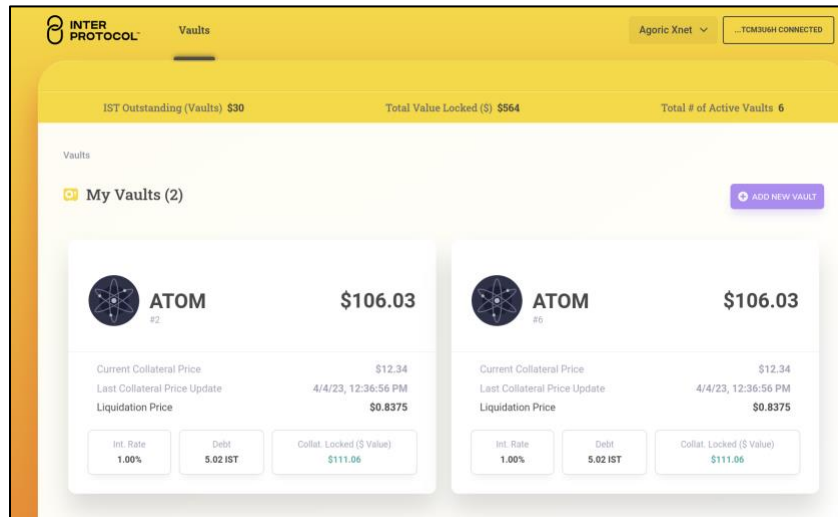 INTER
PROTOCOL
Vaults
Agoric Xnet
...TCM3U6H CONNECTED
IST Outstanding (Vaults) $30
Total Value Locked ($) $564
Total # of Active Vaults 6
Vaults
My Vaults (2)
ADD NEW VAULT
ATOM
#2
$106.03
Current Collateral Price $12.34
Last Collateral Price Update 4/4/23, 12:36:56 PM
Liquidation Price $0.8375
Int. Rate
1.00%
Debt
5.02 IST
Collat. Locked ($ Value)
$111.06
ATOM
#6
$106.03
Current Collateral Price $12.34
Last Collateral Price Update 4/4/23, 12:36:56 PM
Liquidation Price $0.8375
Int. Rate
1.00%
Debt
5.02 IST
Collat. Locked ($ Value)
$111.06